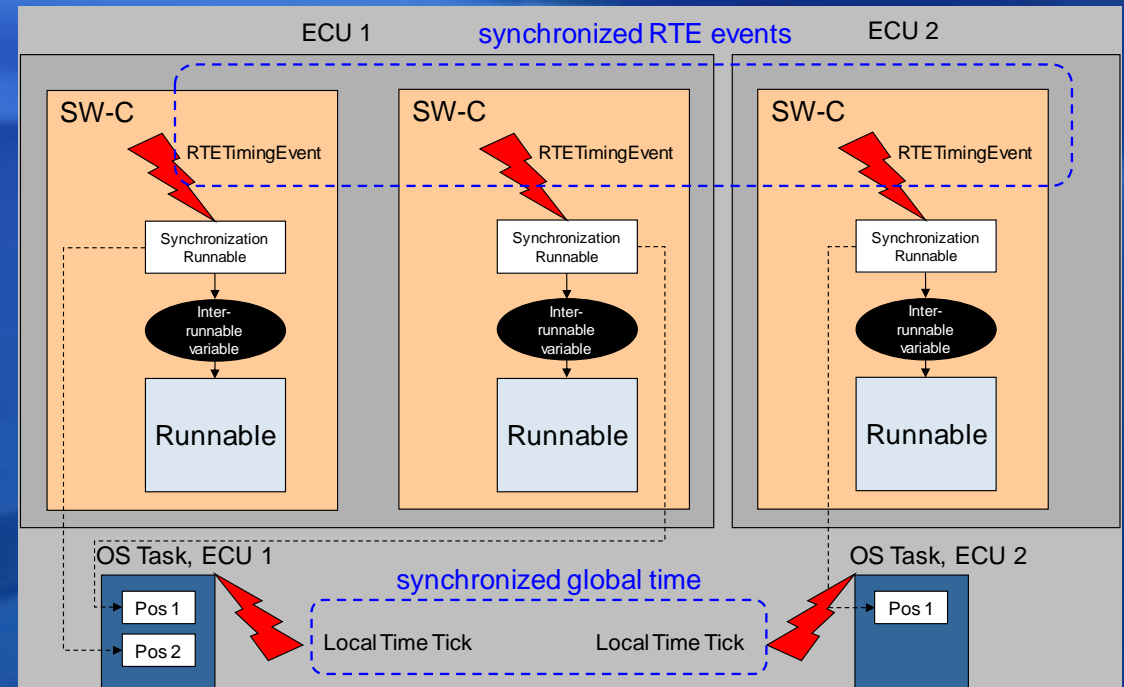 ECU 1
synchronized RTE events
ECU 2
SW-C
RTETimingEvent
Synchronization
Runnable
Inter-
runnable
variable
Runnable
SW-C
RTETimingEvent
Synchronization
Runnable
Inter-
runnable
variable
Runnable
SW-C
RTETimingEvent
Synchronization
Runnable
Inter-
runnable
variable
Runnable
OS Task, ECU 1
Pos 1
Pos 2
synchronized global time
Local Time Tick
Local Time Tick
OS Task, ECU 2
Pos 1